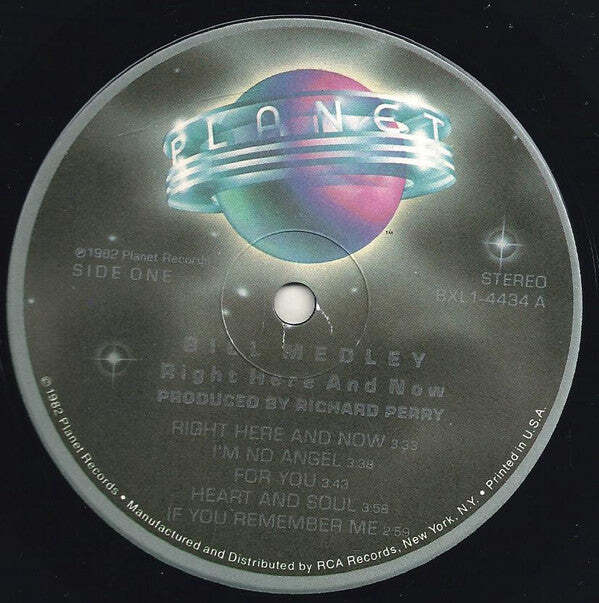 PLANET
™
℗1982 Planet Records
SIDE ONE
STEREO
BXL1-4434 A
BILL MEDLEY
Right Here And Now
PRODUCED BY RICHARD PERRY
RIGHT HERE AND NOW 3:33
I'M NO ANGEL 3:38
FOR YOU 3:43
HEART AND SOUL 3:58
IF YOU REMEMBER ME 2:59
©1982 Planet Records • Manufactured and Distributed by RCA Records, New York, N.Y. • Printed in U.S.A.